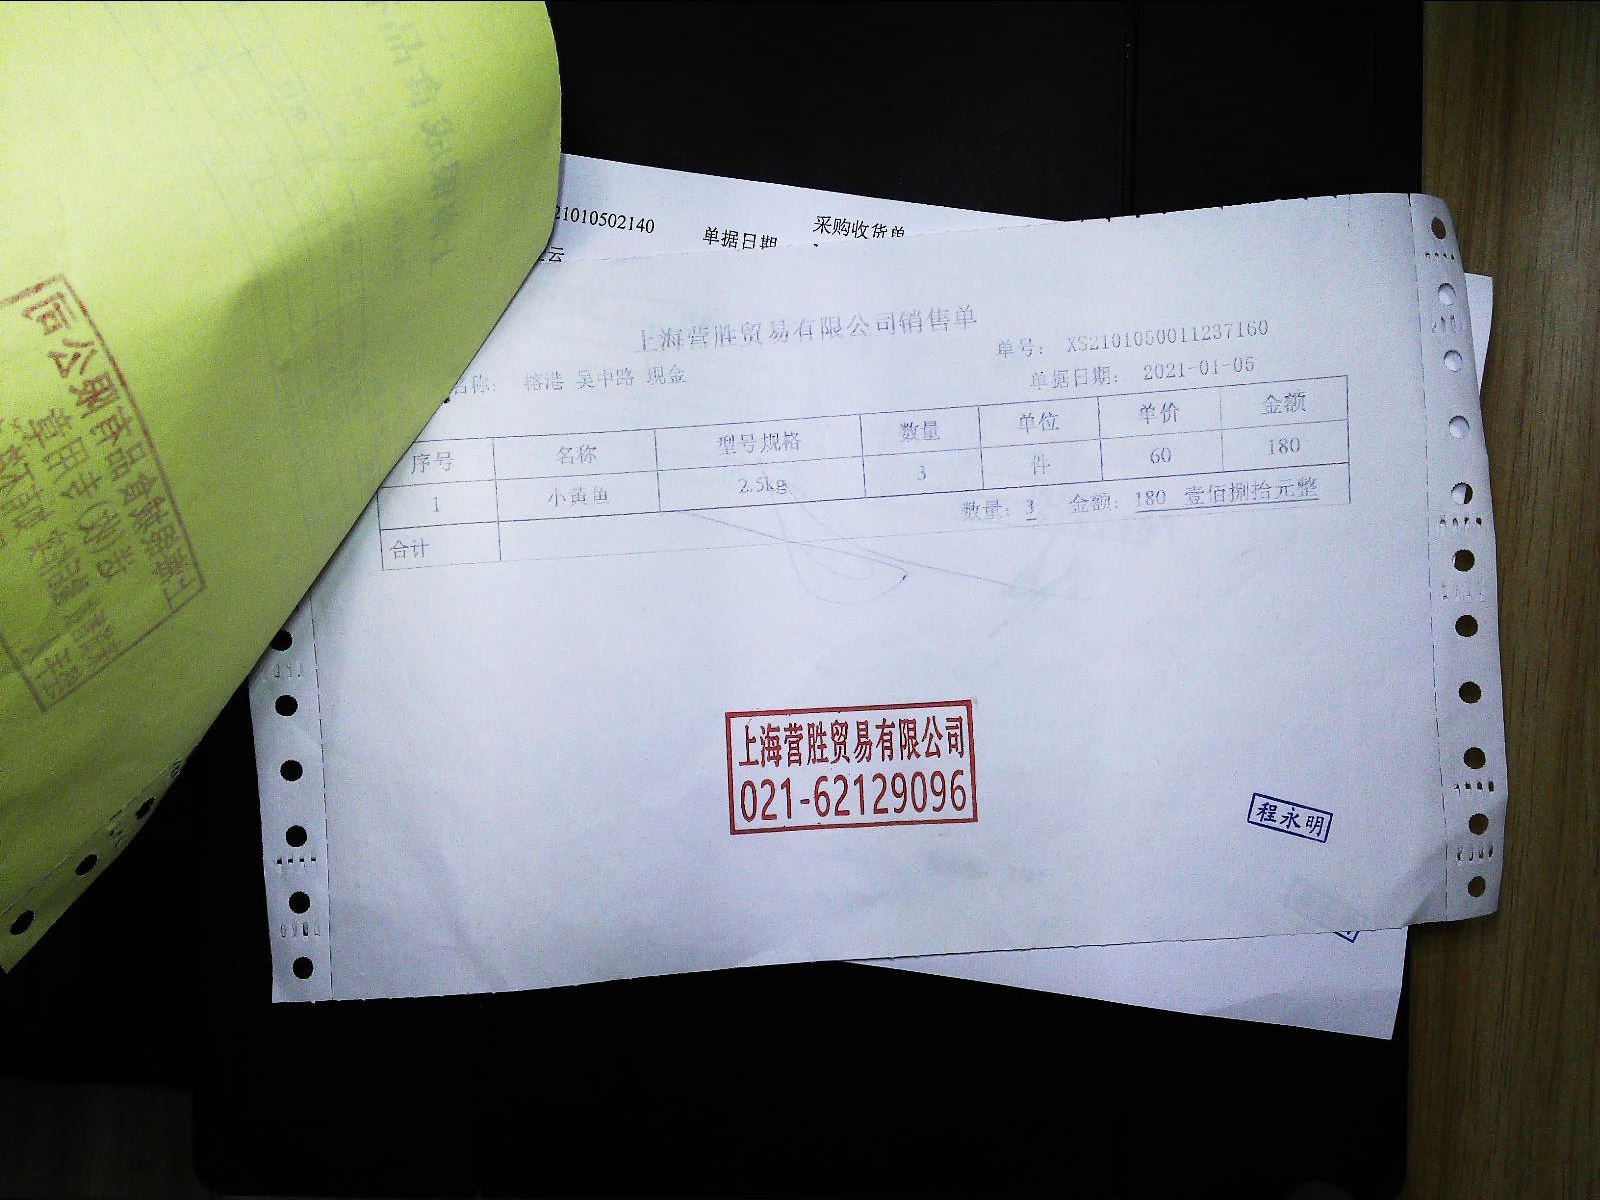 21010502140
单据日期
采购收货单
云
上海营胜贸易有限公司销售单
单号: XS2101050011237160
名称: 榕港 吴中路 现金
单据日期: 2021-01-05
序号 名称 型号规格 数量 单位 单价 金额
1 小黄鱼 2.5kg 3 件 60 180
合计 数量: 3 金额: 180 壹佰捌拾元整
上海营胜贸易有限公司
021-62129096
程永明